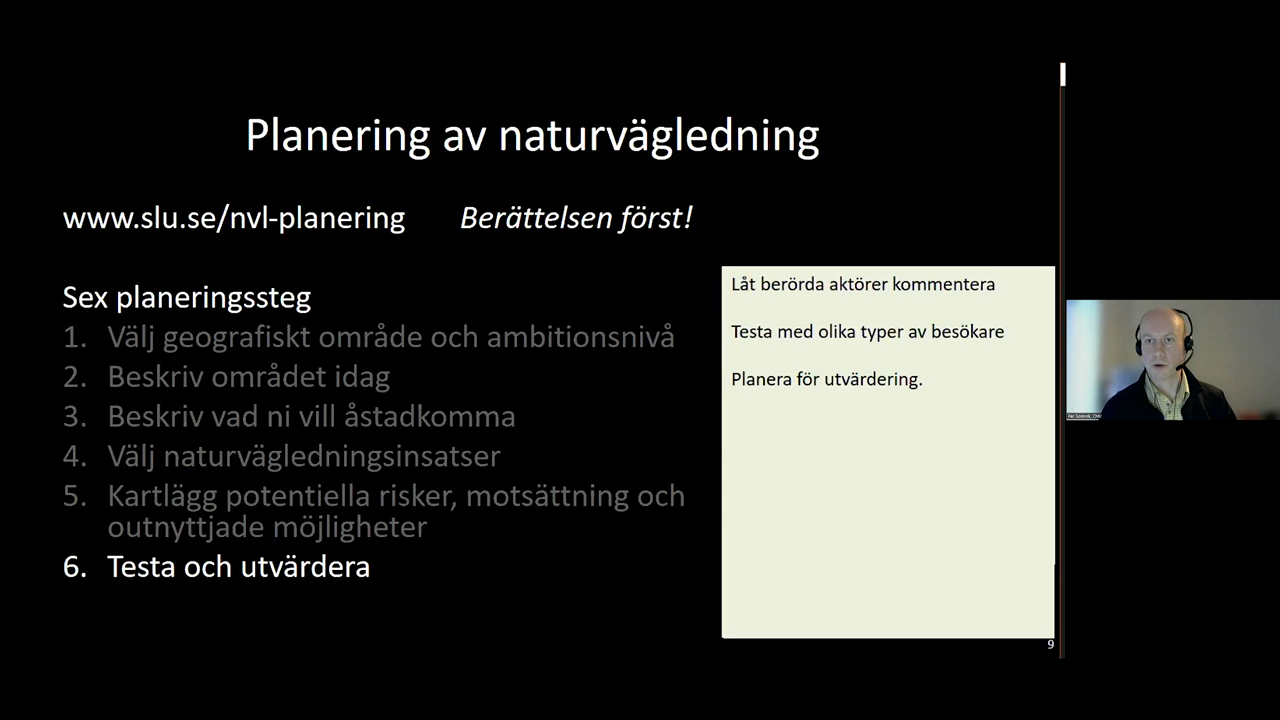 Planering av naturvägledning
www.slu.se/nvl-planering Berättelsen först!
Sex planeringssteg
1. Välj geografiskt område och ambitionsnivå
2. Beskriv området idag
3. Beskriv vad ni vill åstadkomma
4. Välj naturvägledningsinsatser
5. Kartlägg potentiella risker, motsättning och
outnyttjade möjligheter
6. Testa och utvärdera
Låt berörda aktörer kommentera
Testa med olika typer av besökare
Planera för utvärdering.
9
Per Sonnvik, CNV